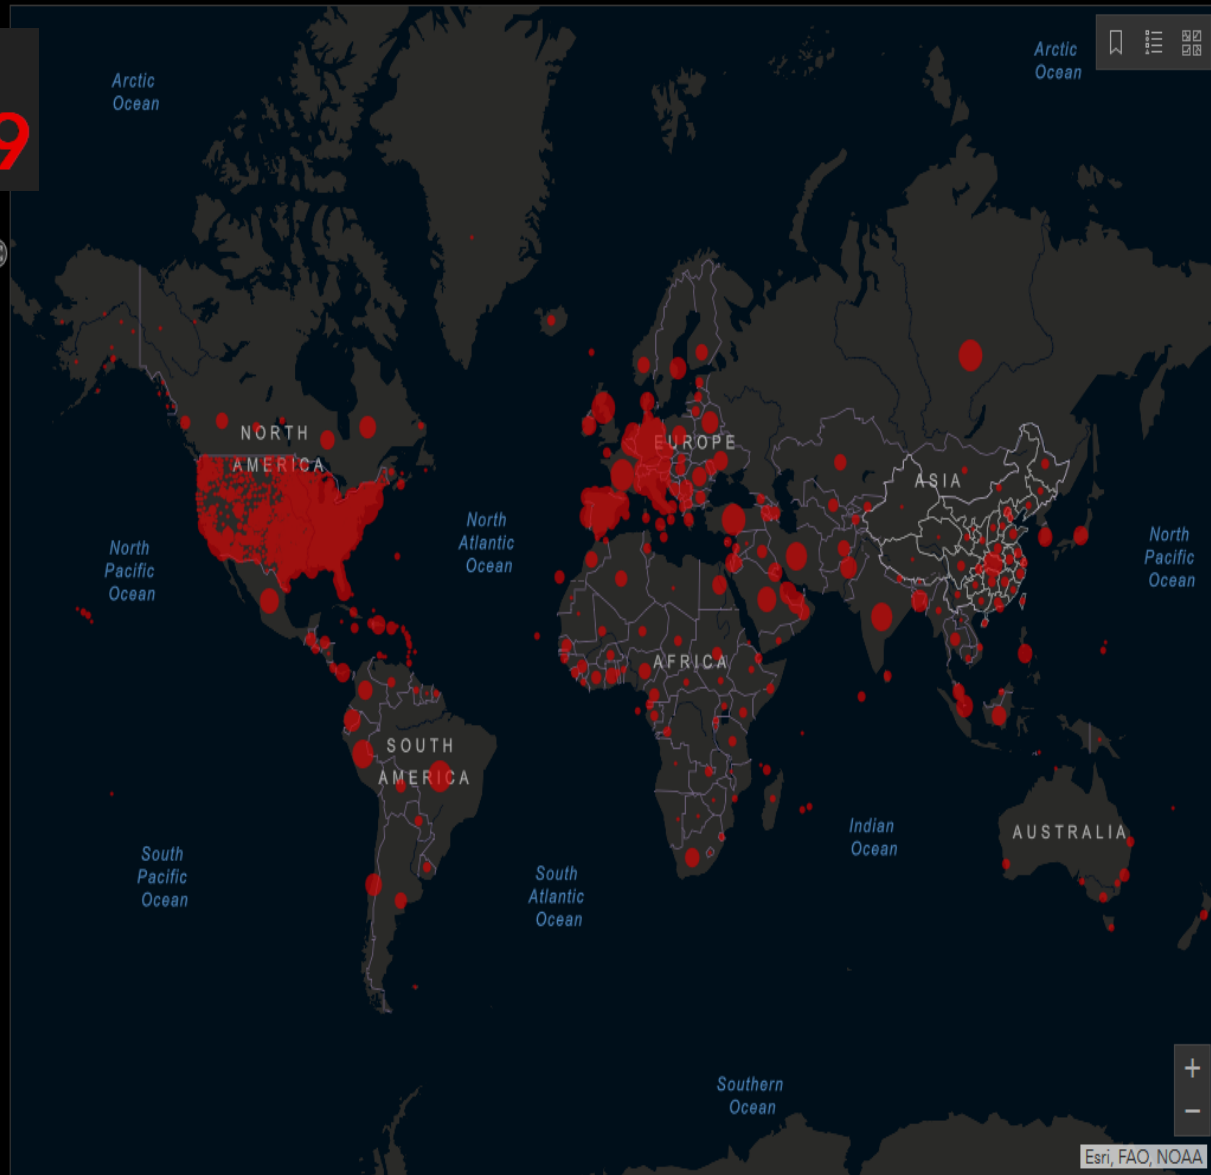 Arctic
Ocean
Arctic
Ocean
9
NORTH
AMERICA
EUROPE
ASIA
North
Pacific
Ocean
North
Atlantic
Ocean
North
Pacific
Ocean
AFRICA
SOUTH
AMERICA
Indian
Ocean
AUSTRALIA
South
Pacific
Ocean
South
Atlantic
Ocean
Southern
Ocean
+
−
Esri, FAO, NOAA